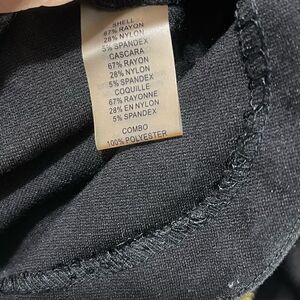 SHELL
67% RAYON
28% NYLON
5% SPANDEX
CASCARA
67% RAYON
28% NYLON
5% SPANDEX
COQUILLE
67% RAYONNE
28% EN NYLON
5% SPANDEX
COMBO
100% POLYESTER